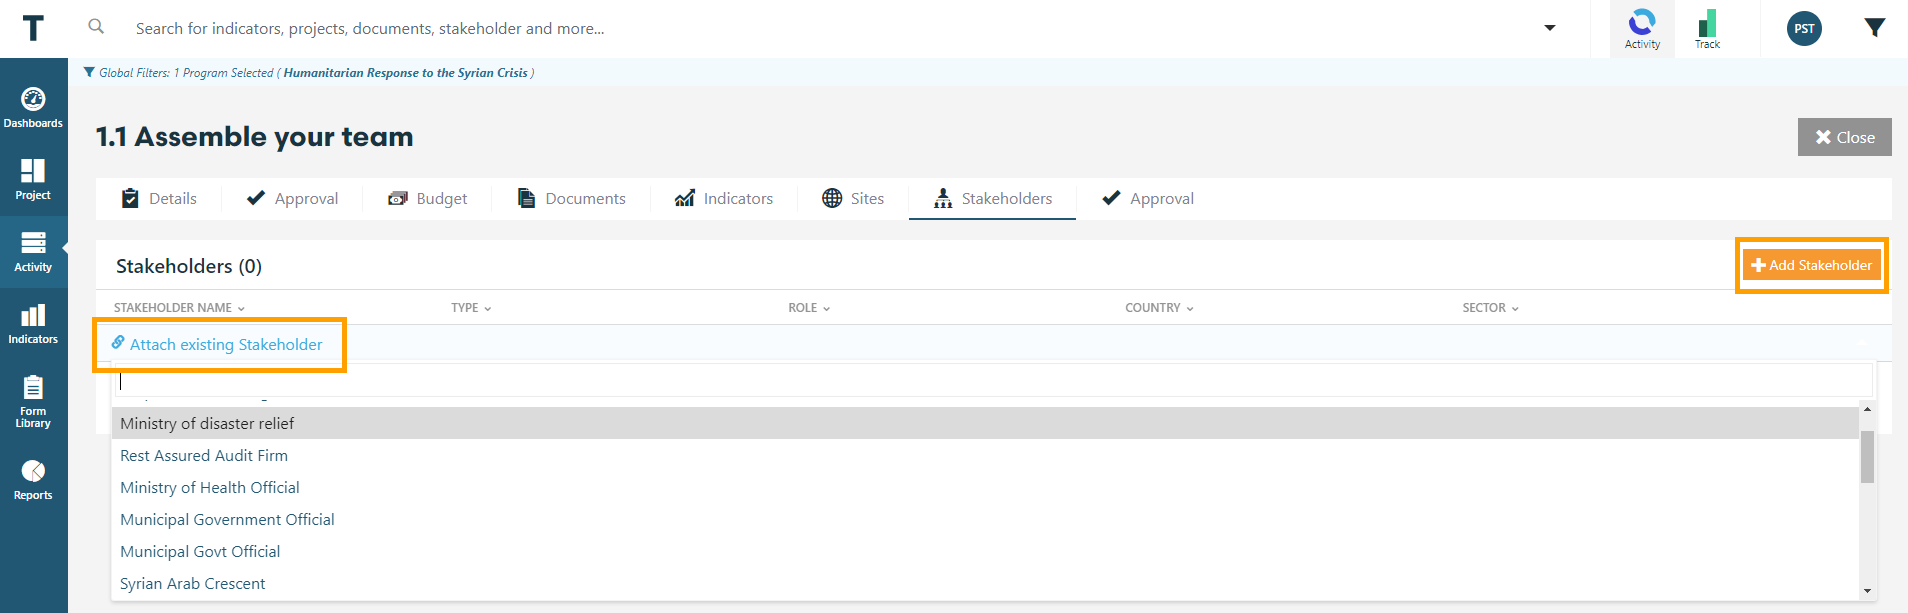 T
Search for indicators, projects, documents, stakeholder and more...
Activity
Track
PST
Global Filters: 1 Program Selected ( Humanitarian Response to the Syrian Crisis )
Dashboards
Project
Activity
Indicators
Form
Library
Reports
1.1 Assemble your team
Close
Details
Approval
Budget
Documents
Indicators
Sites
Stakeholders
Approval
Stakeholders (0)
Add Stakeholder
STAKEHOLDER NAME
TYPE
ROLE
COUNTRY
SECTOR
Attach existing Stakeholder
Ministry of disaster relief
Rest Assured Audit Firm
Ministry of Health Official
Municipal Government Official
Municipal Govt Official
Syrian Arab Crescent